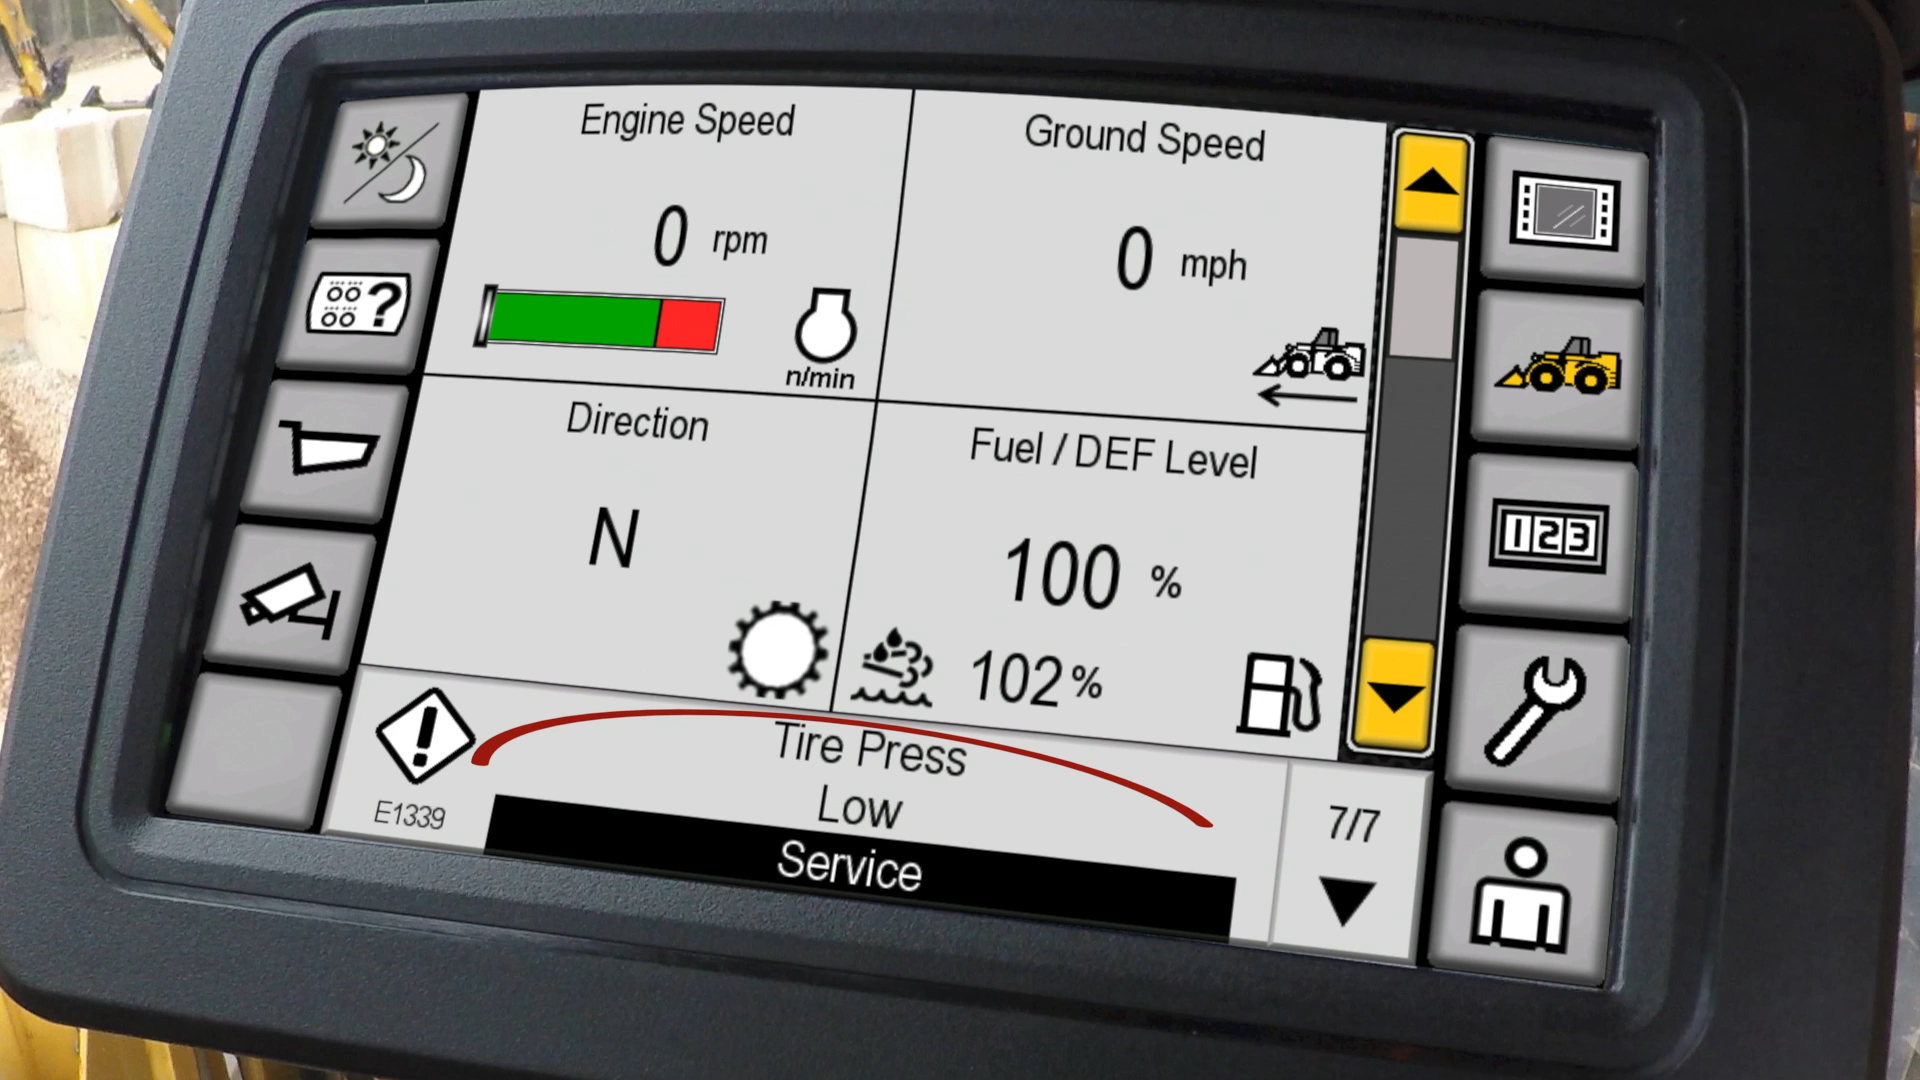 Engine Speed
0 rpm
n/min
Ground Speed
0 mph
Direction
N
Fuel / DEF Level
100 %
102%
E1339
Tire Press
Low
Service
7/7
?
123